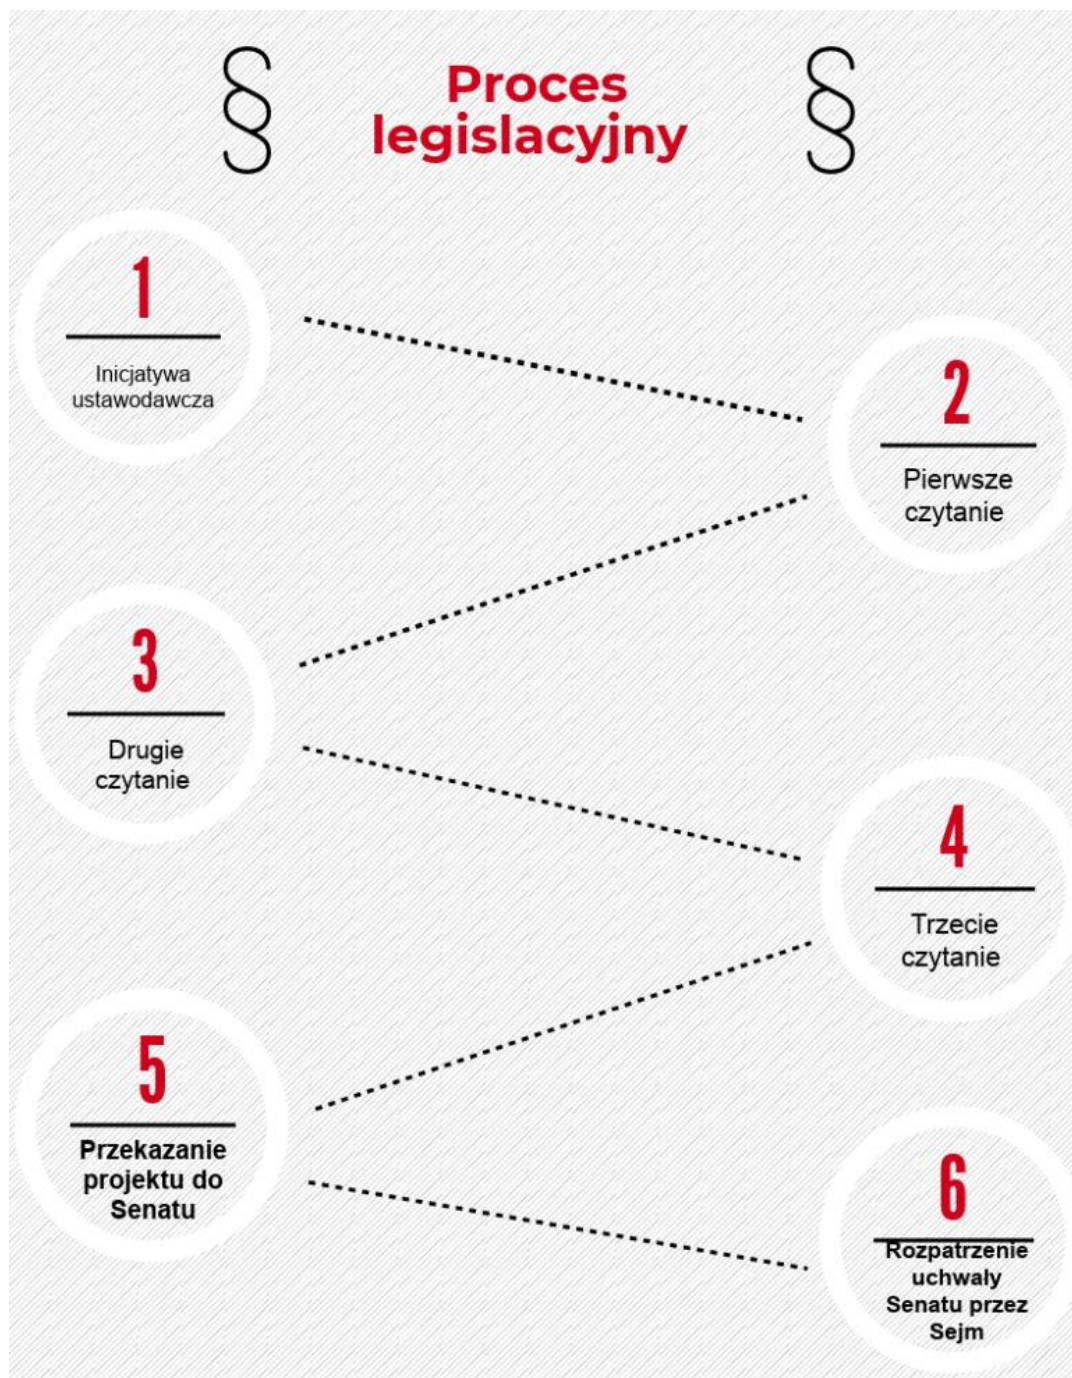 § Proces §
legislacyjny
1
Inicjatywa
ustawodawcza
2
Pierwsze
czytanie
3
Drugie
czytanie
4
Trzecie
czytanie
5
Przekazanie
projektu do
Senatu
6
Rozpatrzenie
uchwały
Senatu przez
Sejm